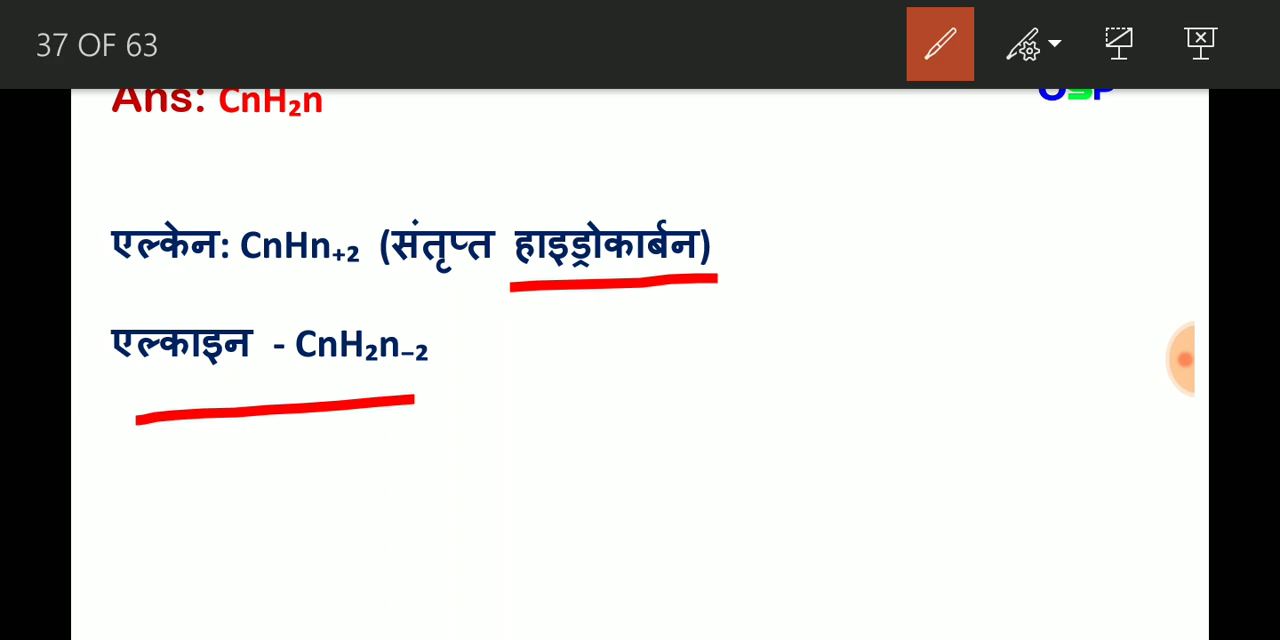 37 OF 63
Ans: CnH₂n
एल्केन: CnHn₊₂ (संतृप्त हाइड्रोकार्बन)
एल्काइन - CnH₂n₋₂